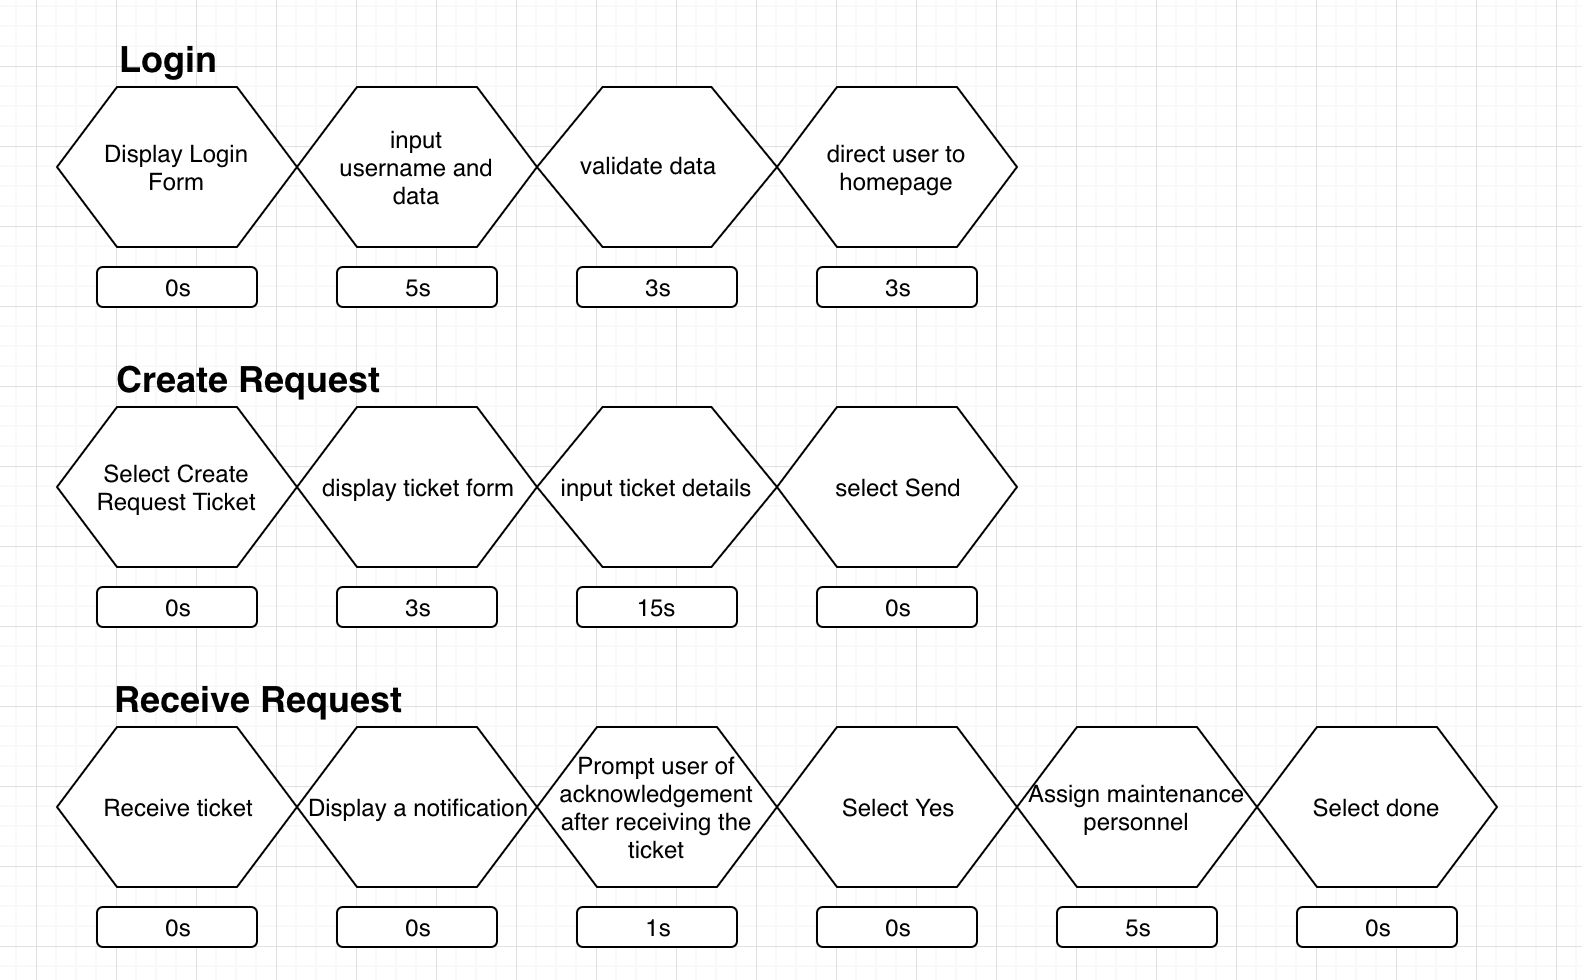 Login
Display Login
Form
input
username and
data
validate data
direct user to
homepage
0s
5s
3s
3s
Create Request
Select Create
Request Ticket
display ticket form
input ticket details
select Send
0s
3s
15s
0s
Receive Request
Receive ticket
Display a notification
Prompt user of
acknowledgement
after receiving the
ticket
Select Yes
Assign maintenance
personnel
Select done
0s
0s
1s
0s
5s
0s